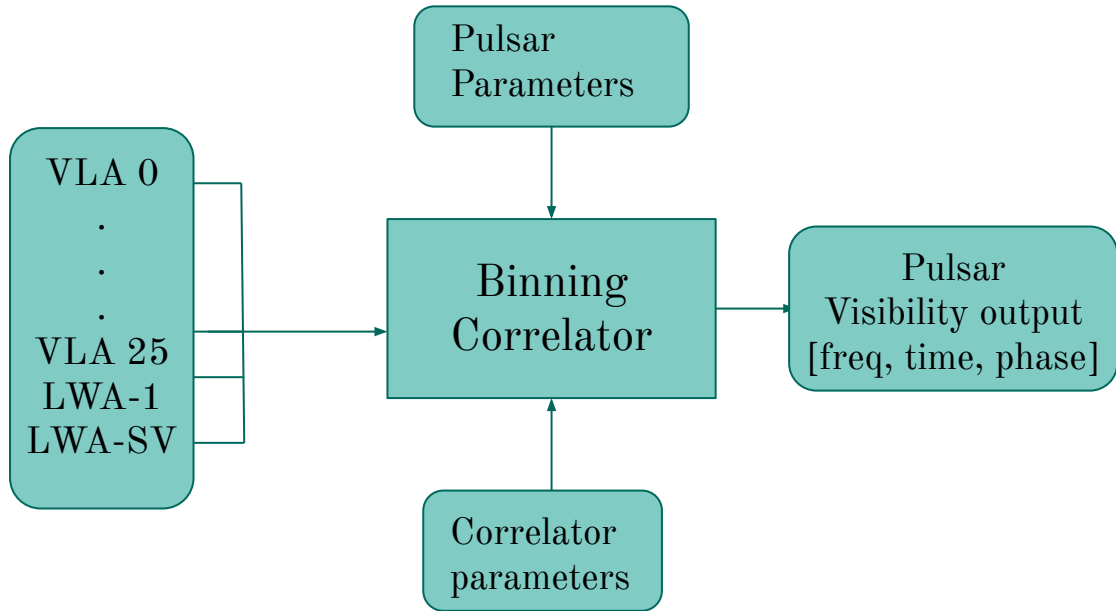 Pulsar
Parameters
VLA 0
.
.
.
VLA 25
LWA-1
LWA-SV
Binning
Correlator
Pulsar
Visibility output
[freq, time, phase]
Correlator
parameters